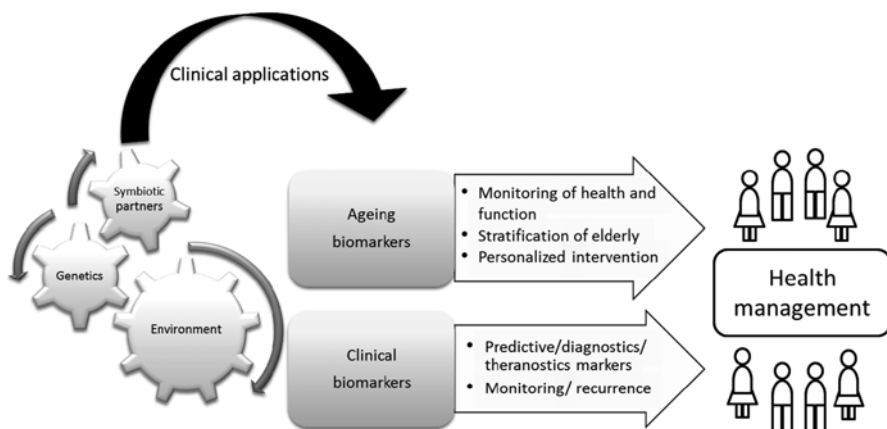 Clinical applications
Symbiotic
partners
Genetics
Environment
Ageing
biomarkers
• Monitoring of health and
function
• Stratification of elderly
• Personalized intervention
Clinical
biomarkers
• Predictive/diagnostics/
theranostics markers
• Monitoring/ recurrence
Health
management